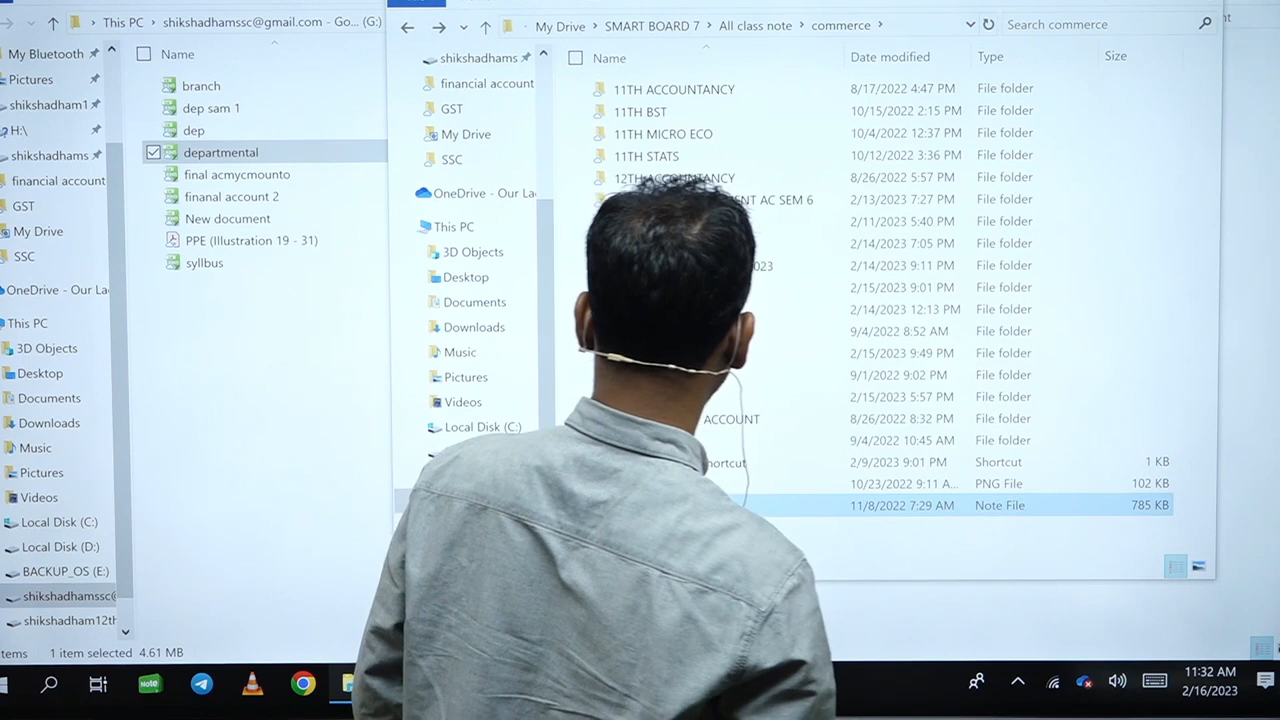 This PC > shikshadhamssc@gmail.com - Go... (G:)
My Bluetooth
Pictures
shikshadham1
H:\
shikshadhams
financial account
GST
My Drive
SSC
OneDrive - Our La
This PC
3D Objects
Desktop
Documents
Downloads
Music
Pictures
Videos
Local Disk (C:)
Local Disk (D:)
BACKUP_OS (E:)
shikshadhamssc@
shikshadham12th
Name
branch
dep sam 1
dep
departmental
final acmycmounto
finanal account 2
New document
PPE (Illustration 19 - 31)
syllbus
1 item selected 4.61 MB
My Drive > SMART BOARD 7 > All class note > commerce >
Search commerce
shikshadhams
financial account
GST
My Drive
SSC
OneDrive - Our La
This PC
3D Objects
Desktop
Documents
Downloads
Music
Pictures
Videos
Local Disk (C:)
Name Date modified Type Size
11TH ACCOUNTANCY 8/17/2022 4:47 PM File folder
11TH BST 10/15/2022 2:15 PM File folder
11TH MICRO ECO 10/4/2022 12:37 PM File folder
11TH STATS 10/12/2022 3:36 PM File folder
12TH ACCOUNTANCY 8/26/2022 5:57 PM File folder
AC SEM 6 2/13/2023 7:27 PM File folder
2/11/2023 5:40 PM File folder
2/14/2023 7:05 PM File folder
2/14/2023 9:11 PM File folder
2/15/2023 9:01 PM File folder
2/14/2023 12:13 PM File folder
9/4/2022 8:52 AM File folder
2/15/2023 9:49 PM File folder
9/1/2022 9:02 PM File folder
2/15/2023 5:57 PM File folder
ACCOUNT 8/26/2022 8:32 PM File folder
9/4/2022 10:45 AM File folder
2/9/2023 9:01 PM Shortcut 1 KB
10/23/2022 9:11 A... PNG File 102 KB
11/8/2022 7:29 AM Note File 785 KB
Note
11:32 AM
2/16/2023